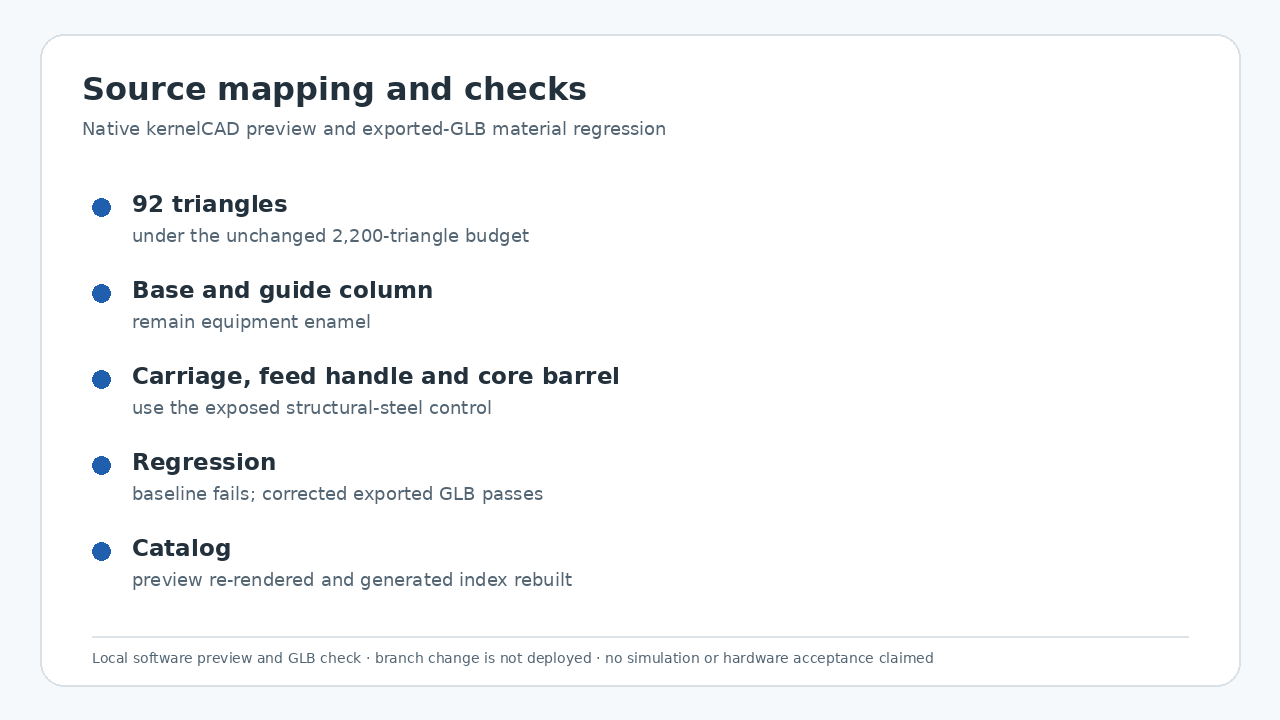 Source mapping and checks
Native kernelCAD preview and exported-GLB material regression
92 triangles
under the unchanged 2,200-triangle budget
Base and guide column
remain equipment enamel
Carriage, feed handle and core barrel
use the exposed structural-steel control
Regression
baseline fails; corrected exported GLB passes
Catalog
preview re-rendered and generated index rebuilt
Local software preview and GLB check · branch change is not deployed · no simulation or hardware acceptance claimed